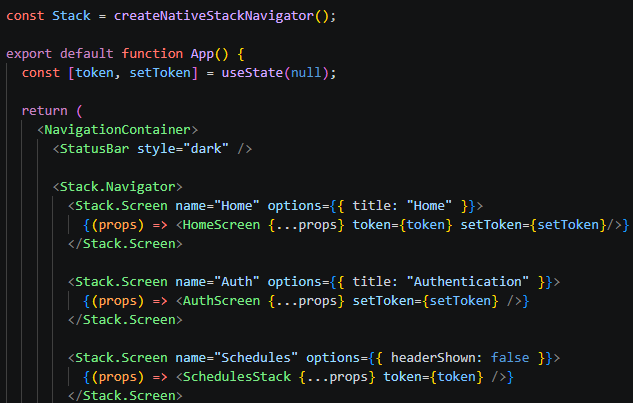 const Stack = createNativeStackNavigator();
export default function App() {
const [token, setToken] = useState(null);
return (
<NavigationContainer>
<StatusBar style="dark" />
<Stack.Navigator>
<Stack.Screen name="Home" options={{ title: "Home" }}>
{(props) => <HomeScreen {...props} token={token} setToken={setToken}/>}
</Stack.Screen>
<Stack.Screen name="Auth" options={{ title: "Authentication" }}>
{(props) => <AuthScreen {...props} setToken={setToken} />}
</Stack.Screen>
<Stack.Screen name="Schedules" options={{ headerShown: false }}>
{(props) => <SchedulesStack {...props} token={token} />}
</Stack.Screen>